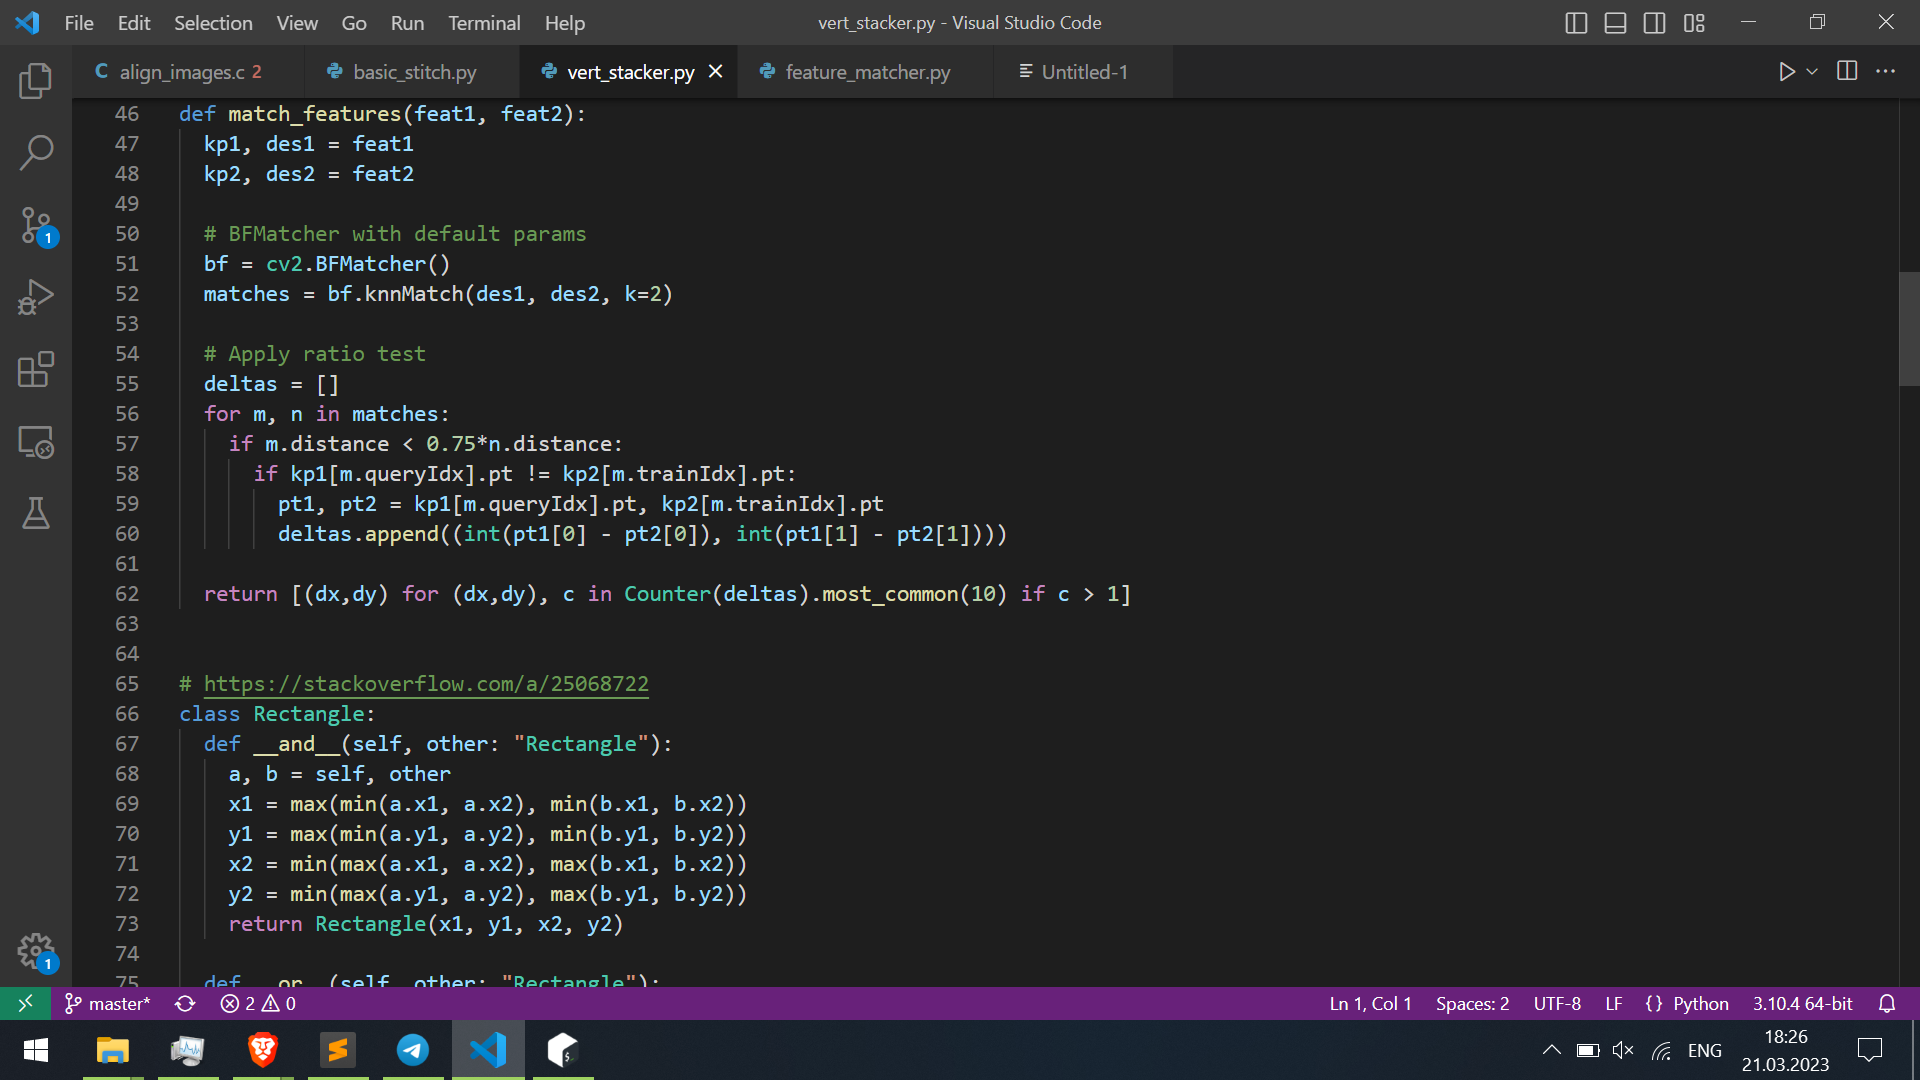 File Edit Selection View Go Run Terminal Help
vert_stacker.py - Visual Studio Code
align_images.c 2
basic_stitch.py
vert_stacker.py
feature_matcher.py
Untitled-1
46 def match_features(feat1, feat2):
47 kp1, des1 = feat1
48 kp2, des2 = feat2
49
50 # BFMatcher with default params
51 bf = cv2.BFMatcher()
52 matches = bf.knnMatch(des1, des2, k=2)
53
54 # Apply ratio test
55 deltas = []
56 for m, n in matches:
57 if m.distance < 0.75*n.distance:
58 if kp1[m.queryIdx].pt != kp2[m.trainIdx].pt:
59 pt1, pt2 = kp1[m.queryIdx].pt, kp2[m.trainIdx].pt
60 deltas.append((int(pt1[0] - pt2[0]), int(pt1[1] - pt2[1])))
61
62 return [(dx,dy) for (dx,dy), c in Counter(deltas).most_common(10) if c > 1]
63
64
65 # https://stackoverflow.com/a/25068722
66 class Rectangle:
67 def __and__(self, other: "Rectangle"):
68 a, b = self, other
69 x1 = max(min(a.x1, a.x2), min(b.x1, b.x2))
70 y1 = max(min(a.y1, a.y2), min(b.y1, b.y2))
71 x2 = min(max(a.x1, a.x2), max(b.x1, b.x2))
72 y2 = min(max(a.y1, a.y2), max(b.y1, b.y2))
73 return Rectangle(x1, y1, x2, y2)
74
75 def __or__(self, other: "Rectangle"):
1
1
master* 2 0
Ln 1, Col 1 Spaces: 2 UTF-8 LF {} Python 3.10.4 64-bit
ENG
18:26
21.03.2023